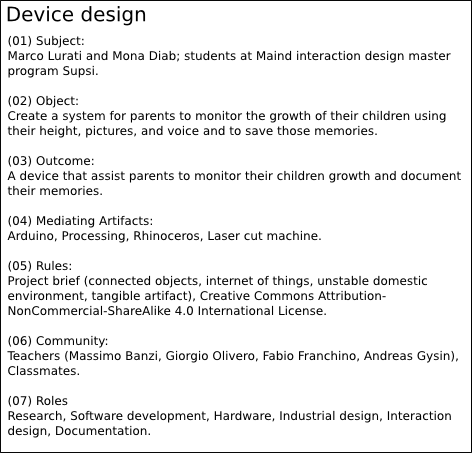 Device design
(01) Subject:
Marco Lurati and Mona Diab; students at Maind interaction design master
program Supsi.
(02) Object:
Create a system for parents to monitor the growth of their children using
their height, pictures, and voice and to save those memories.
(03) Outcome:
A device that assist parents to monitor their children growth and document
their memories.
(04) Mediating Artifacts:
Arduino, Processing, Rhinoceros, Laser cut machine.
(05) Rules:
Project brief (connected objects, internet of things, unstable domestic
environment, tangible artifact), Creative Commons Attribution-
NonCommercial-ShareAlike 4.0 International License.
(06) Community:
Teachers (Massimo Banzi, Giorgio Olivero, Fabio Franchino, Andreas Gysin),
Classmates.
(07) Roles
Research, Software development, Hardware, Industrial design, Interaction
design, Documentation.